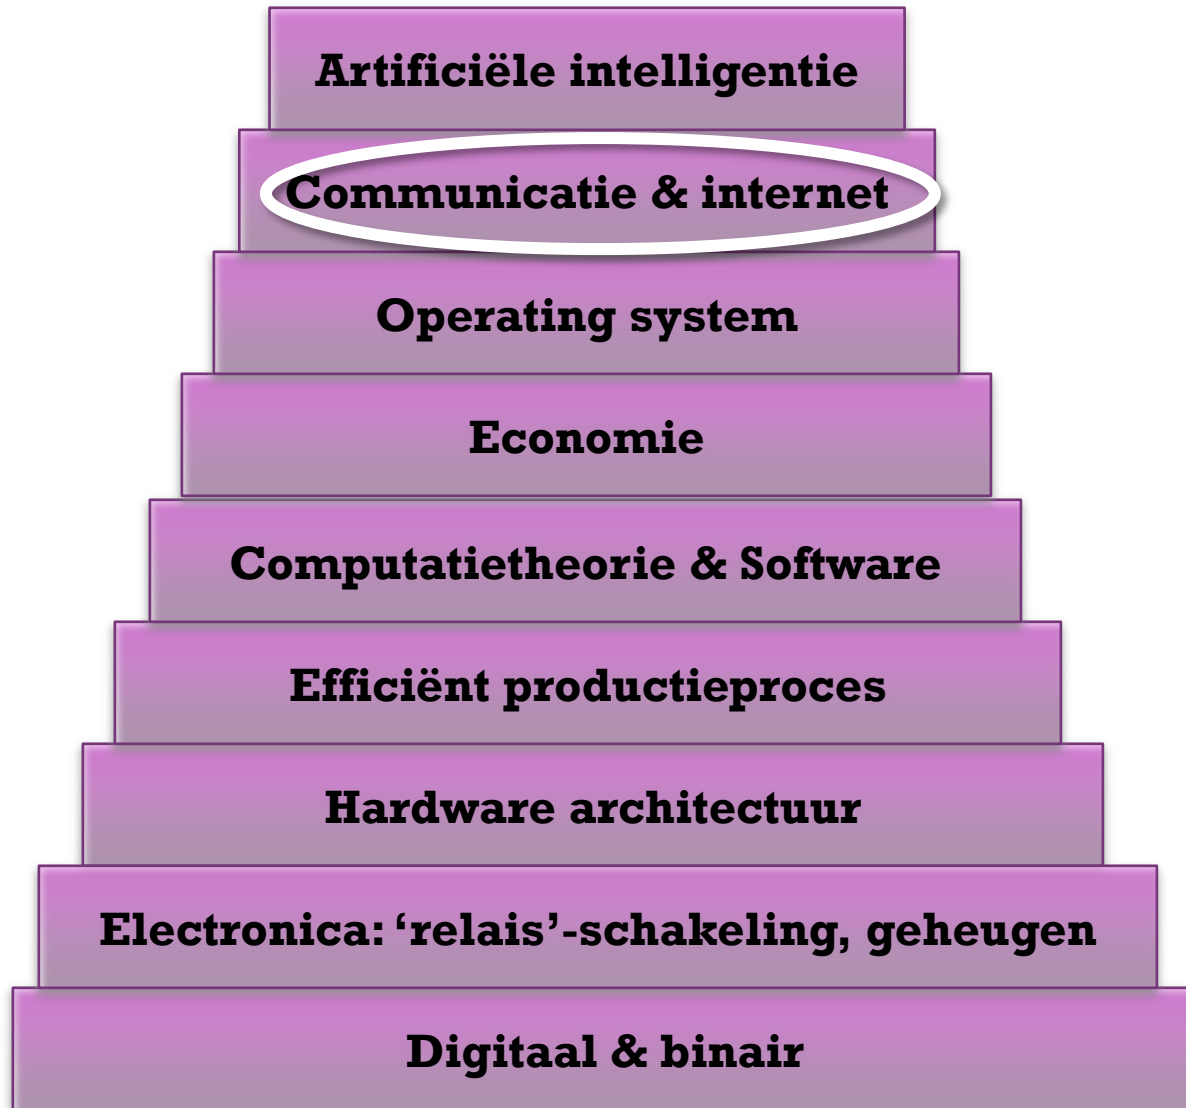 Artificiële intelligentie
Communicatie & internet
Operating system
Economie
Computatietheorie & Software
Efficiënt productieproces
Hardware architectuur
Electronica: ‘relais’-schakeling, geheugen
Digitaal & binair